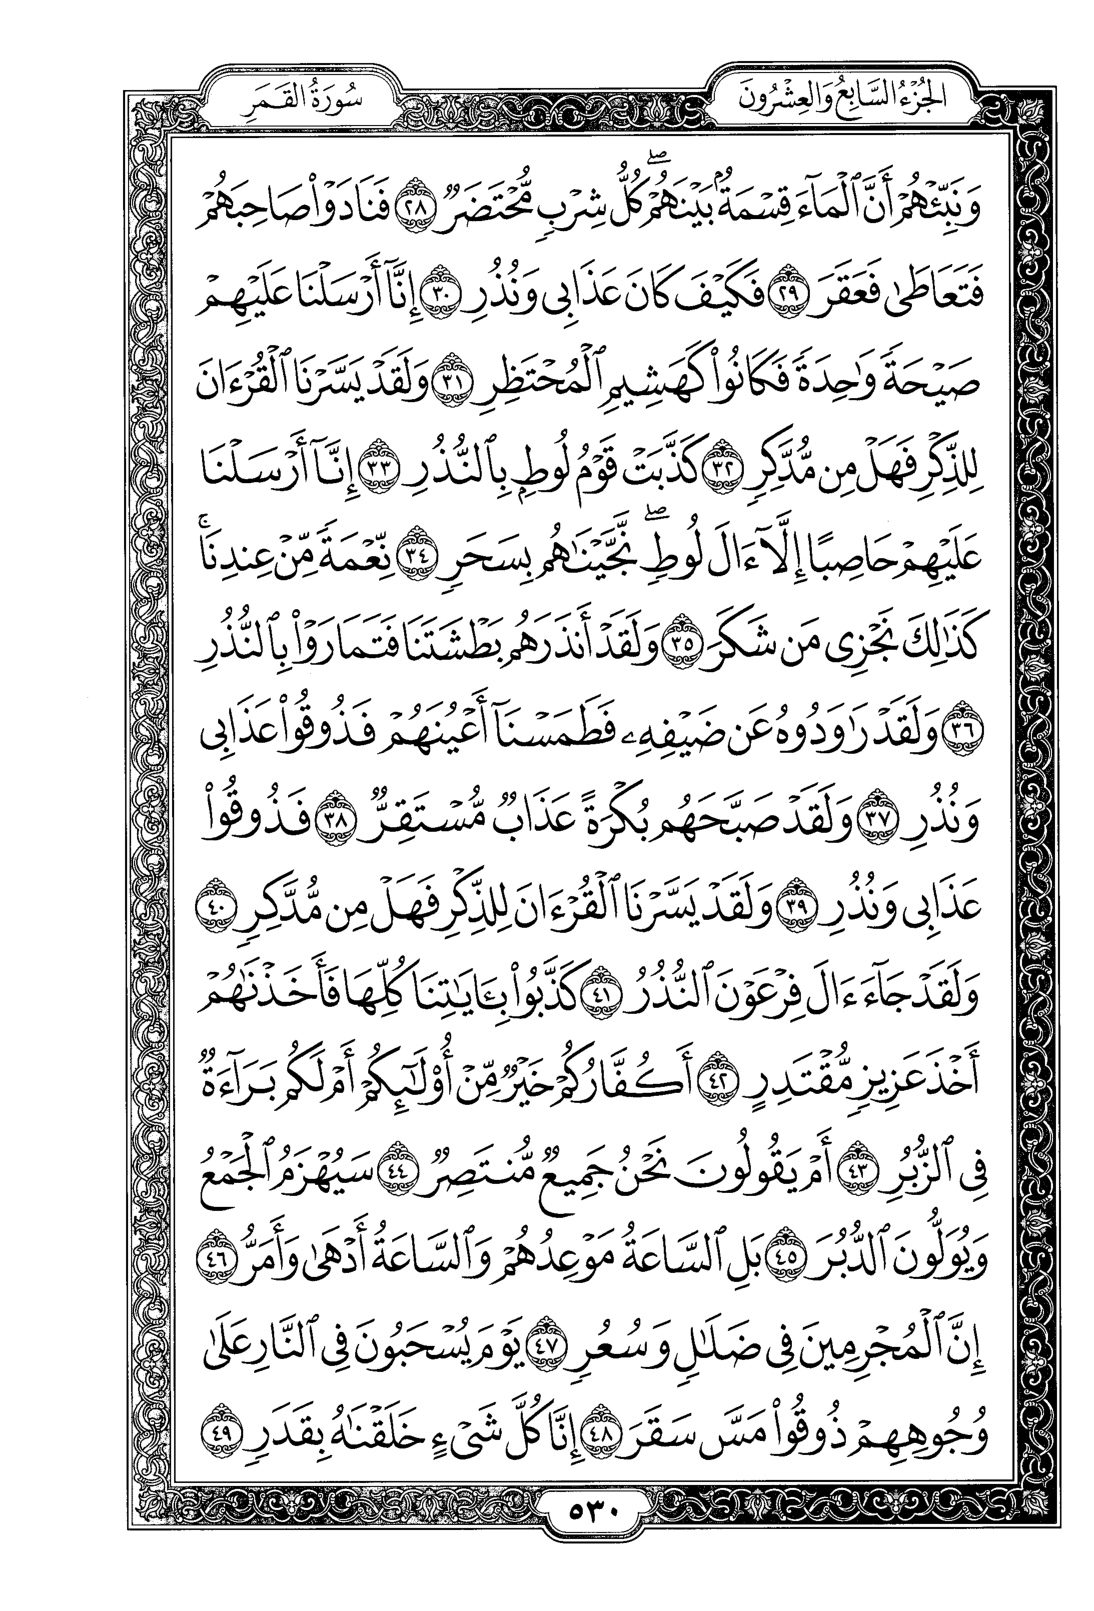 الجُزْءُ السَّابِعُ وَالعِشْرُونَ
سُورَةُ القَمَرِ
وَنَبِّئْهُمْ أَنَّ ٱلْمَآءَ قِسْمَةٌۢ بَيْنَهُمْۖ كُلُّ شِرْبٍ مُّحْتَضَرٌ ٢٨ فَنَادَوْا۟ صَاحِبَهُمْ
فَتَعَاطَىٰ فَعَقَرَ ٢٩ فَكَيْفَ كَانَ عَذَابِى وَنُذُرِ ٣٠ إِنَّآ أَرْسَلْنَا عَلَيْهِمْ
صَيْحَةً وَٰحِدَةً فَكَانُوا۟ كَهَشِيمِ ٱلْمُحْتَظِرِ ٣١ وَلَقَدْ يَسَّرْنَا ٱلْقُرْءَانَ
لِلذِّكْرِ فَهَلْ مِن مُّدَّكِرٍ ٣٢ كَذَّبَتْ قَوْمُ لُوطٍۭ بِٱلنُّذُرِ ٣٣ إِنَّآ أَرْسَلْنَا
عَلَيْهِمْ حَاصِبًا إِلَّآ ءَالَ لُوطٍۖ نَّجَّيْنَٰهُم بِسَحَرٍ ٣٤ نِّعْمَةً مِّنْ عِندِنَاۚ
كَذَٰلِكَ نَجْزِى مَن شَكَرَ ٣٥ وَلَقَدْ أَنذَرَهُم بَطْشَتَنَا فَتَمَارَوْا۟ بِٱلنُّذُرِ
٣٦ وَلَقَدْ رَٰوَدُوهُ عَن ضَيْفِهِۦ فَطَمَسْنَآ أَعْيُنَهُمْ فَذُوقُوا۟ عَذَابِى
وَنُذُرِ ٣٧ وَلَقَدْ صَبَّحَهُم بُكْرَةً عَذَابٌ مُّسْتَقِرٌّ ٣٨ فَذُوقُوا۟
عَذَابِى وَنُذُرِ ٣٩ وَلَقَدْ يَسَّرْنَا ٱلْقُرْءَانَ لِلذِّكْرِ فَهَلْ مِن مُّدَّكِرٍ ٤٠
وَلَقَدْ جَآءَ ءَالَ فِرْعَوْنَ ٱلنُّذُرُ ٤١ كَذَّبُوا۟ بِـَٔايَٰتِنَا كُلِّهَا فَأَخَذْنَٰهُمْ
أَخْذَ عَزِيزٍ مُّقْتَدِرٍ ٤٢ أَكُفَّارُكُمْ خَيْرٌ مِّنْ أُو۟لَٰٓئِكُمْ أَمْ لَكُم بَرَآءَةٌ
فِى ٱلزُّبُرِ ٤٣ أَمْ يَقُولُونَ نَحْنُ جَمِيعٌ مُّنتَصِرٌ ٤٤ سَيُهْزَمُ ٱلْجَمْعُ
وَيُوَلُّونَ ٱلدُّبُرَ ٤٥ بَلِ ٱلسَّاعَةُ مَوْعِدُهُمْ وَٱلسَّاعَةُ أَدْهَىٰ وَأَمَرُّ ٤٦
إِنَّ ٱلْمُجْرِمِينَ فِى ضَلَٰلٍ وَسُعُرٍ ٤٧ يَوْمَ يُسْحَبُونَ فِى ٱلنَّارِ عَلَىٰ
وُجُوهِهِمْ ذُوقُوا۟ مَسَّ سَقَرَ ٤٨ إِنَّا كُلَّ شَىْءٍ خَلَقْنَٰهُ بِقَدَرٍ ٤٩
٥٣٠